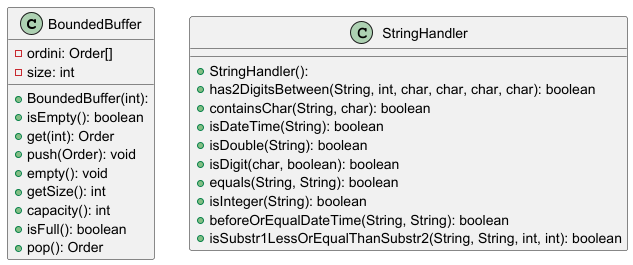 C BoundedBuffer
ordini: Order[]
size: int
BoundedBuffer(int):
isEmpty(): boolean
get(int): Order
push(Order): void
empty(): void
getSize(): int
capacity(): int
isFull(): boolean
pop(): Order
C StringHandler
StringHandler():
has2DigitsBetween(String, int, char, char, char, char): boolean
containsChar(String, char): boolean
isDateTime(String): boolean
isDouble(String): boolean
isDigit(char, boolean): boolean
equals(String, String): boolean
isInteger(String): boolean
beforeOrEqualDateTime(String, String): boolean
isSubstr1LessOrEqualThanSubstr2(String, String, int, int): boolean